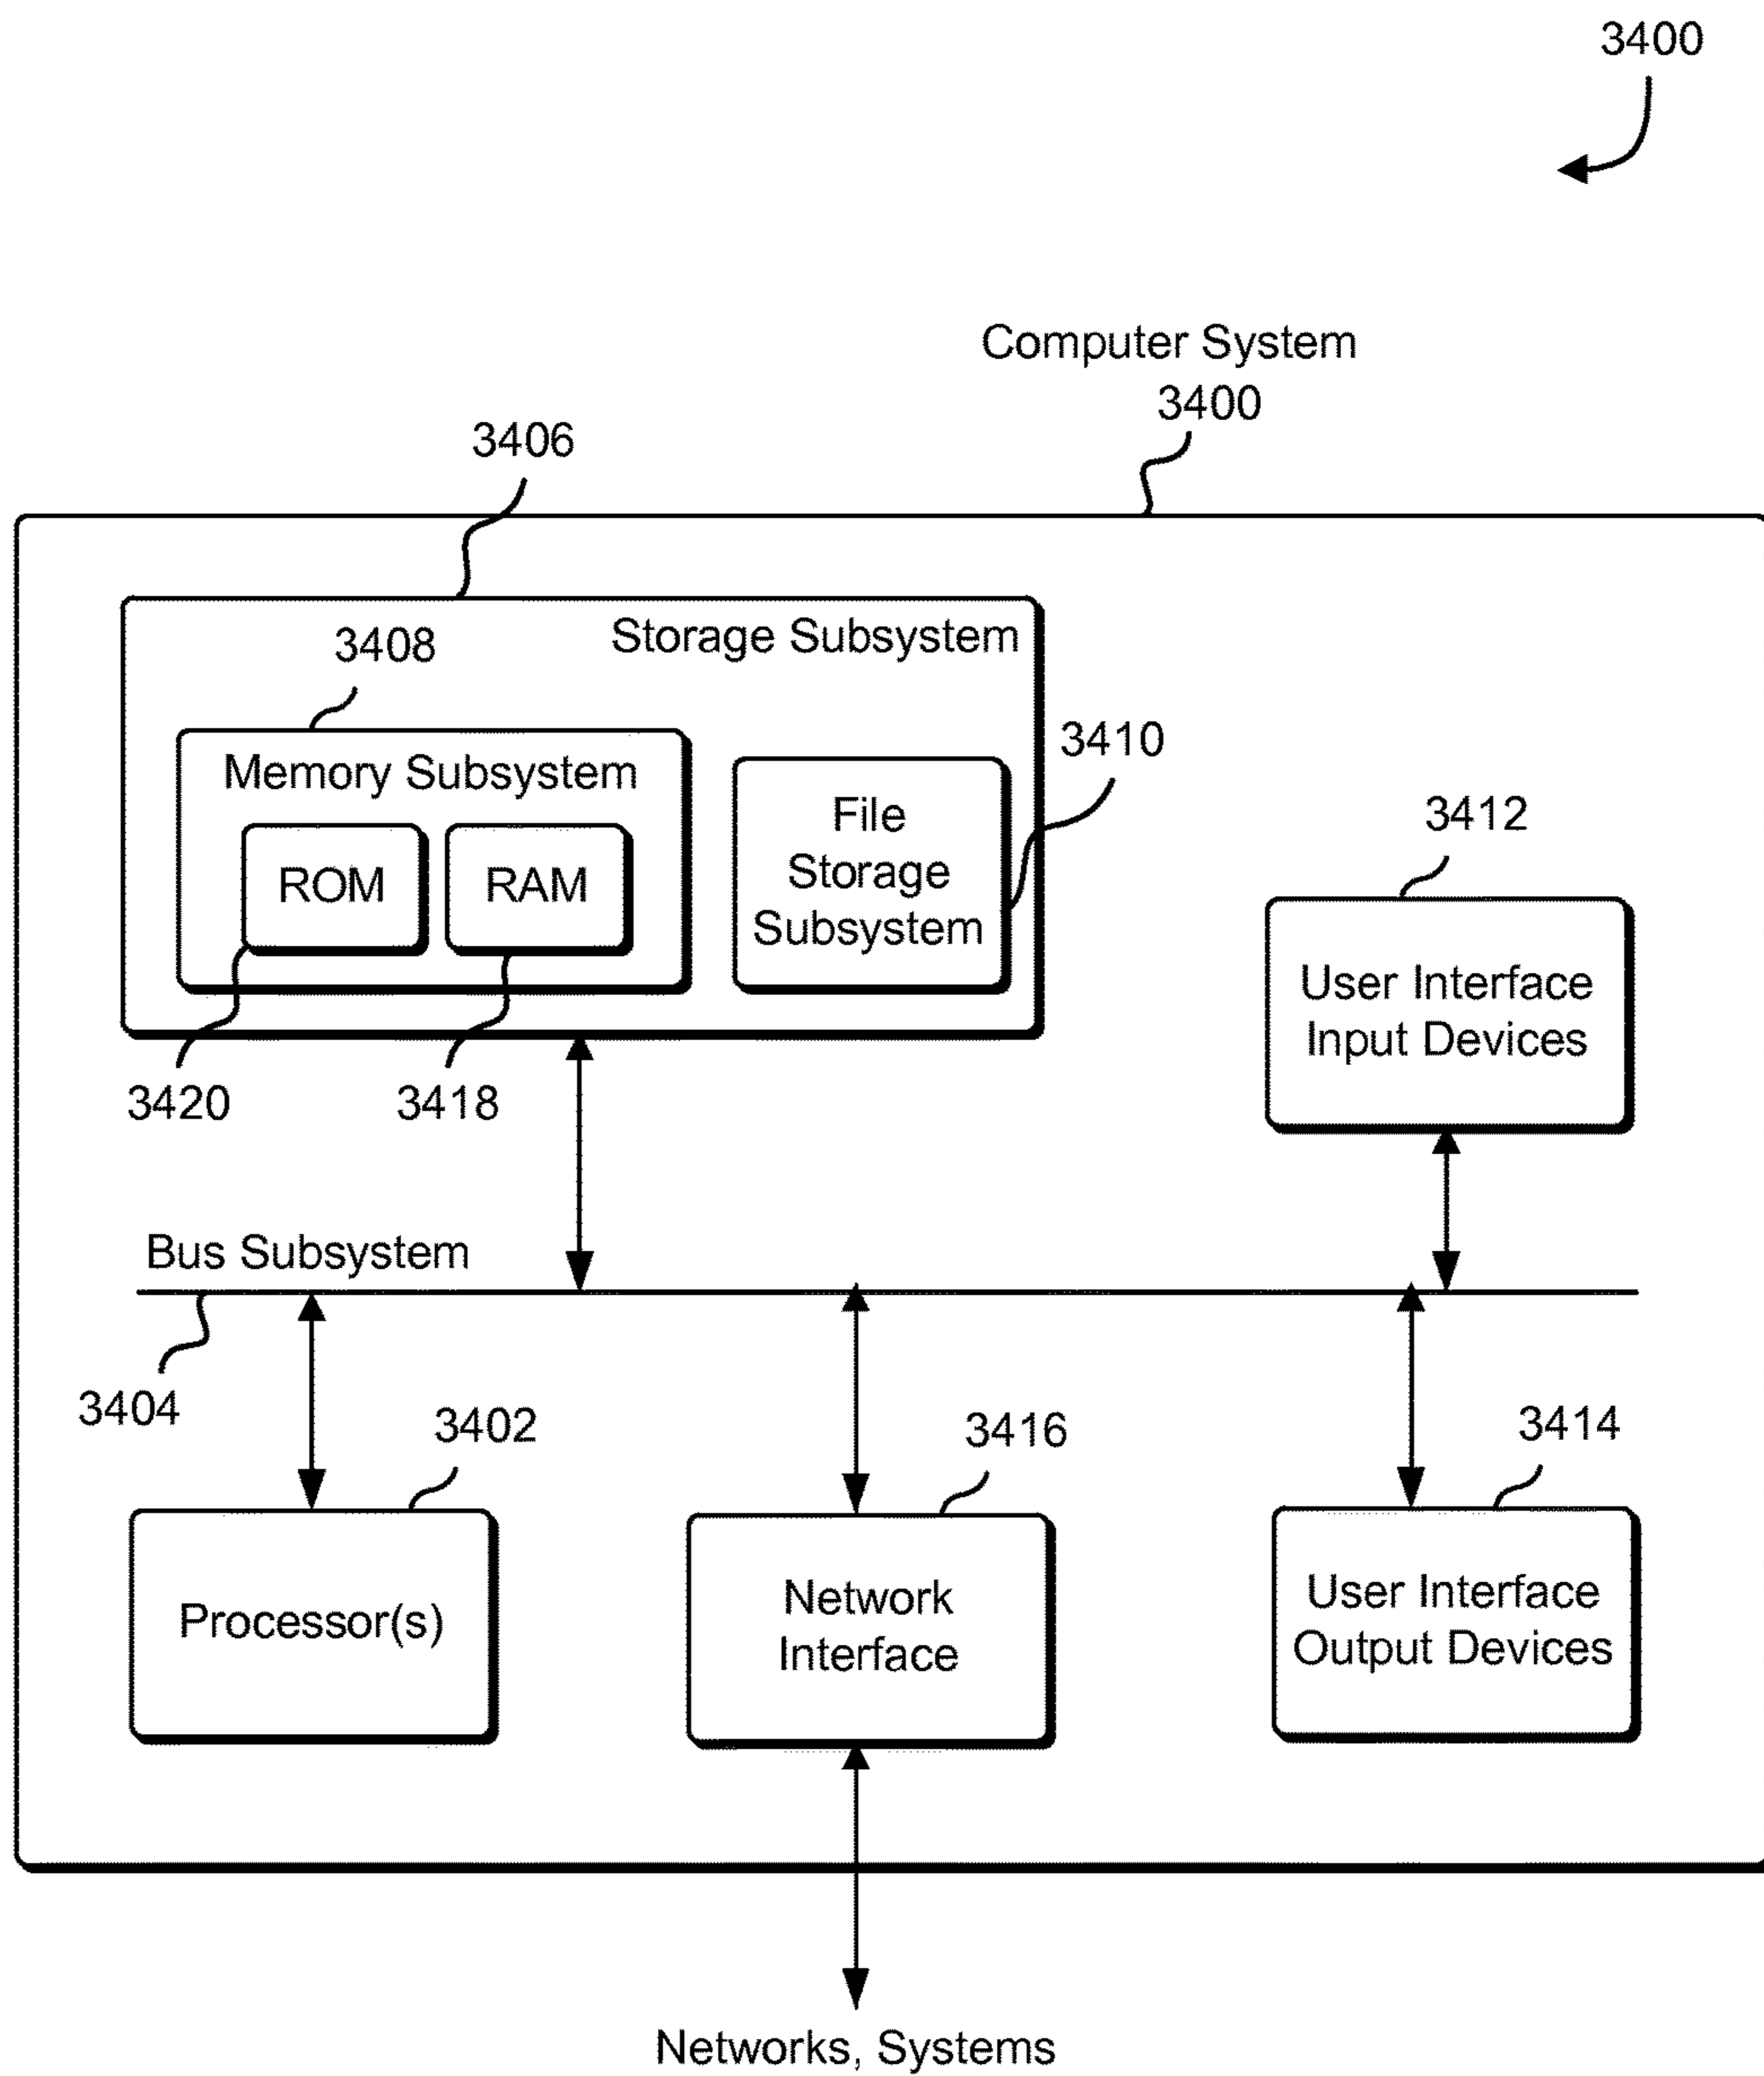 3400
Computer System
3400
3406
Storage Subsystem
3408
Memory Subsystem
ROM
RAM
3410
File
Storage
Subsystem
3412
User Interface
Input Devices
3420
3418
Bus Subsystem
3404
3402
Processor(s)
3416
Network
Interface
3414
User Interface
Output Devices
Networks, Systems